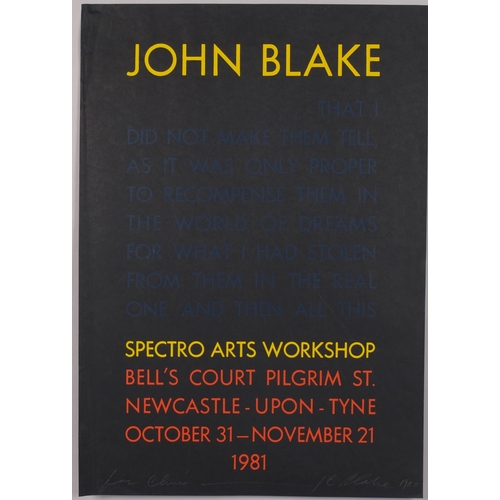 JOHN BLAKE
THAT I
DID NOT MAKE THEM TELL,
AS IT WAS ONLY PROPER
TO RECOMPENSE THEM IN
THE WORLD OF DREAMS
FOR WHAT I HAD STOLEN
FROM THEM IN THE REAL
ONE AND THEN ALL THIS
SPECTRO ARTS WORKSHOP
BELL'S COURT PILGRIM ST.
NEWCASTLE - UPON - TYNE
OCTOBER 31 – NOVEMBER 21
1981
for